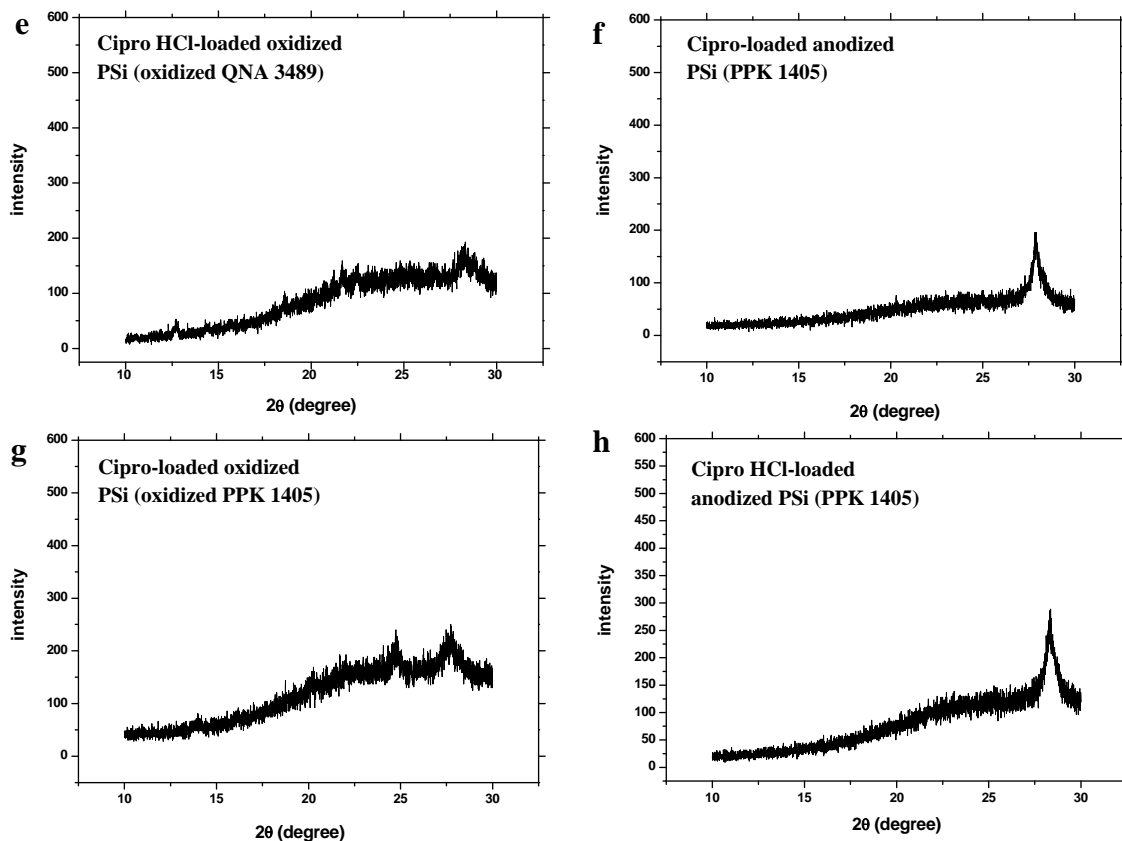 e
Cipro HCl-loaded oxidized
PSi (oxidized QNA 3489)
600
500
400
300
200
100
0
intensity
10 15 20 25 30
2θ (degree)
f
Cipro-loaded anodized
PSi (PPK 1405)
600
500
400
300
200
100
0
intensity
10 15 20 25 30
2θ (degree)
g
Cipro-loaded oxidized
PSi (oxidized PPK 1405)
600
500
400
300
200
100
0
intensity
10 15 20 25 30
2θ (degree)
h
Cipro HCl-loaded
anodized PSi (PPK 1405)
600
550
500
450
400
350
300
250
200
150
100
50
0
intensity
10 15 20 25 30
2θ (degree)